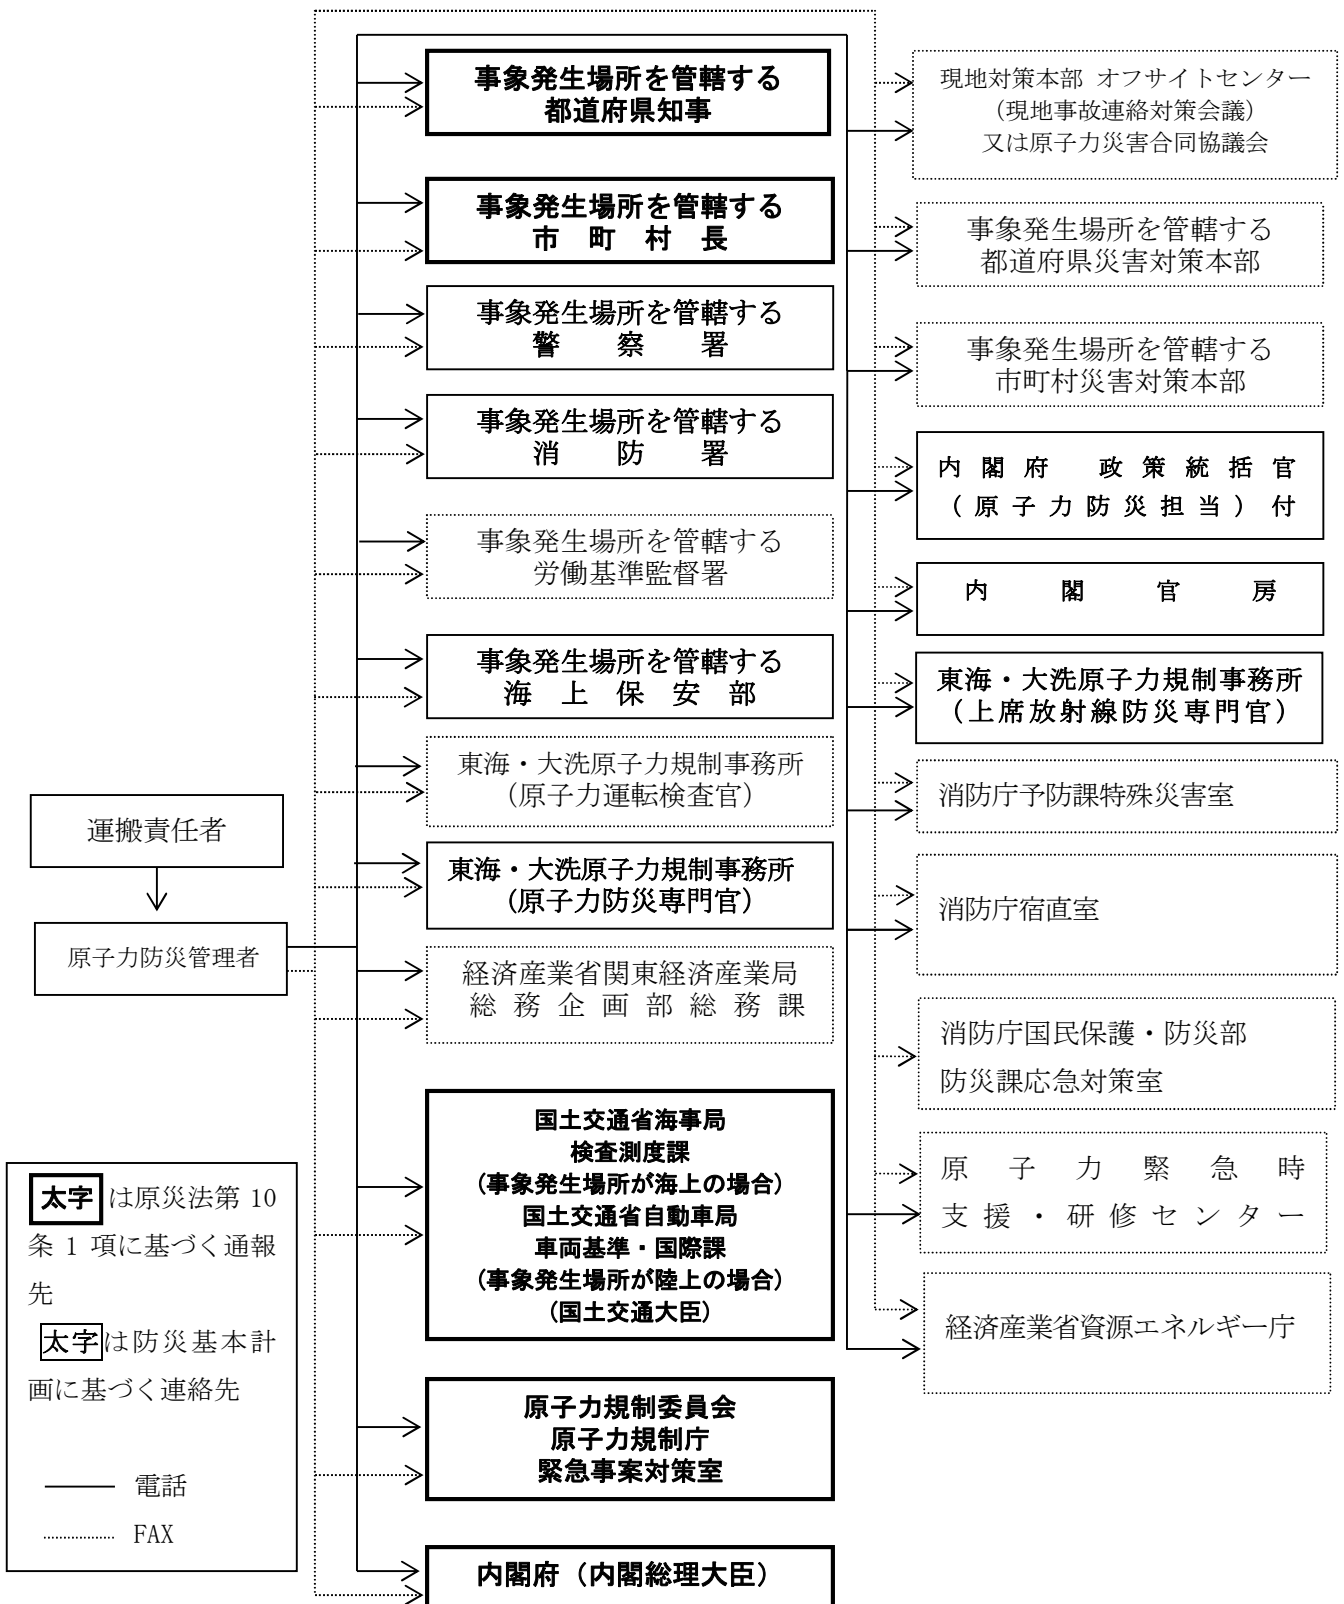 事象発生場所を管轄する
都道府県知事
事象発生場所を管轄する
市 町 村 長
事象発生場所を管轄する
警 察 署
事象発生場所を管轄する
消 防 署
事象発生場所を管轄する
労働基準監督署
事象発生場所を管轄する
海 上 保 安 部
東海・大洗原子力規制事務所
（原子力運転検査官）
東海・大洗原子力規制事務所
（原子力防災専門官）
経済産業省関東経済産業局
総 務 企 画 部 総 務 課
国土交通省海事局
検査測度課
（事象発生場所が海上の場合）
国土交通省自動車局
車両基準・国際課
（事象発生場所が陸上の場合）
（国土交通大臣）
原子力規制委員会
原子力規制庁
緊急事案対策室
内閣府（内閣総理大臣）
現地対策本部 オフサイトセンター
（現地事故連絡対策会議）
又は原子力災害合同協議会
事象発生場所を管轄する
都道府県災害対策本部
事象発生場所を管轄する
市町村災害対策本部
内 閣 府 政 策 統 括 官
（ 原 子 力 防 災 担 当 ） 付
内 閣 官 房
東海・大洗原子力規制事務所
（上席放射線防災専門官）
消防庁予防課特殊災害室
消防庁宿直室
消防庁国民保護・防災部
防災課応急対策室
原 子 力 緊 急 時
支 援 ・ 研 修 セ ン タ ー
経済産業省資源エネルギー庁
運搬責任者
原子力防災管理者
太字 は原災法第 10
条 1 項に基づく通報
先
太字は防災基本計
画に基づく連絡先
電話
FAX